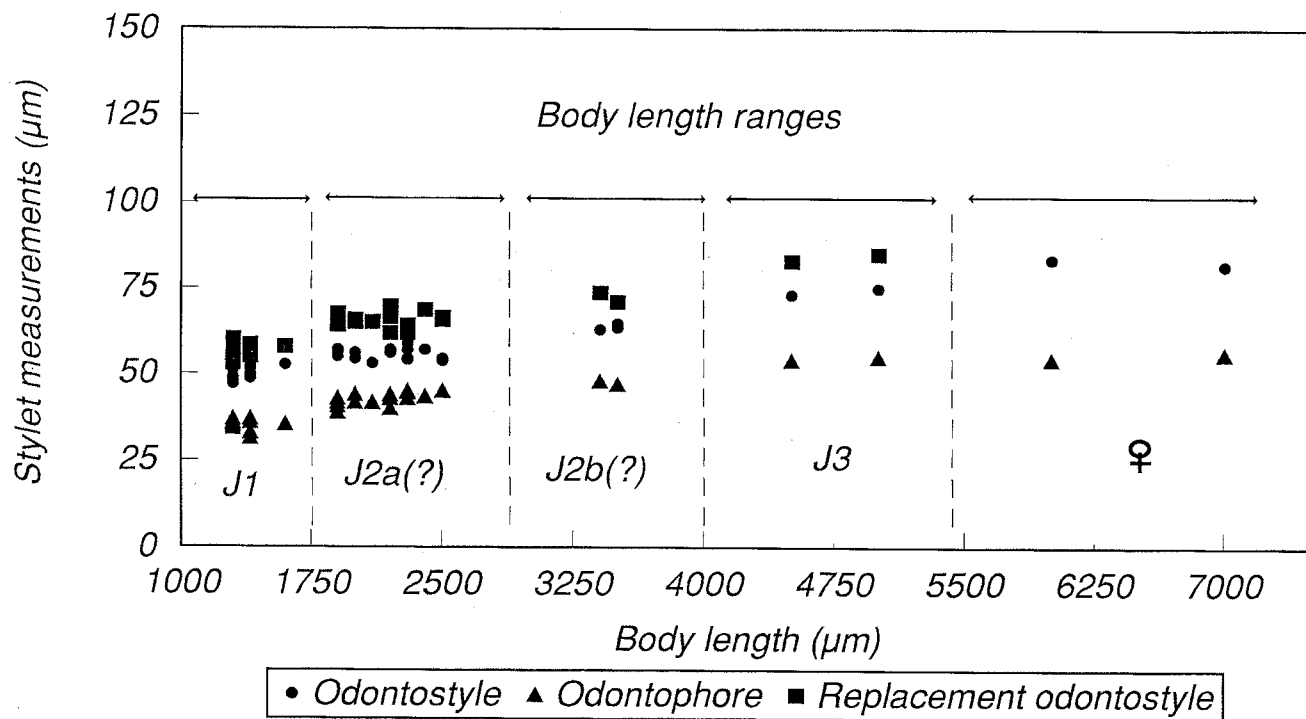 150
125
100
75
50
25
0
Stylet measurements (µm)
Body length ranges
J1
J2a(?)
J2b(?)
J3
♀
1000 1750 2500 3250 4000 4750 5500 6250 7000
Body length (µm)
● Odontostyle ▲ Odontophore ■ Replacement odontostyle